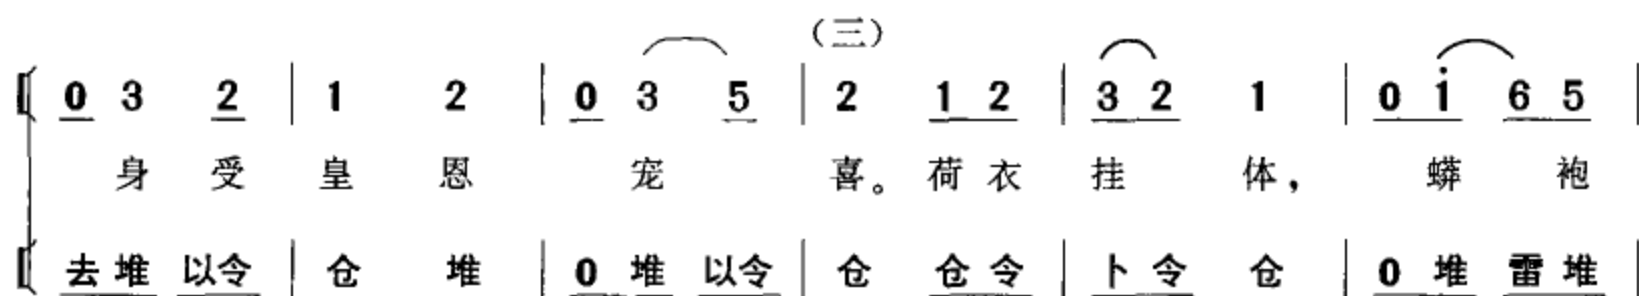 （三）
0 3 2 | 1 2 | 0 3 5 | 2 1 2 | 3 2 1 | 0 i 6 5 |
身 受 皇 恩 宠 喜。荷 衣 挂 体， 蟒 袍
去 堆 以令 | 仓 堆 | 0 堆 以令 | 仓 仓 令 | 卜 令 仓 | 0 堆 雷 堆 |